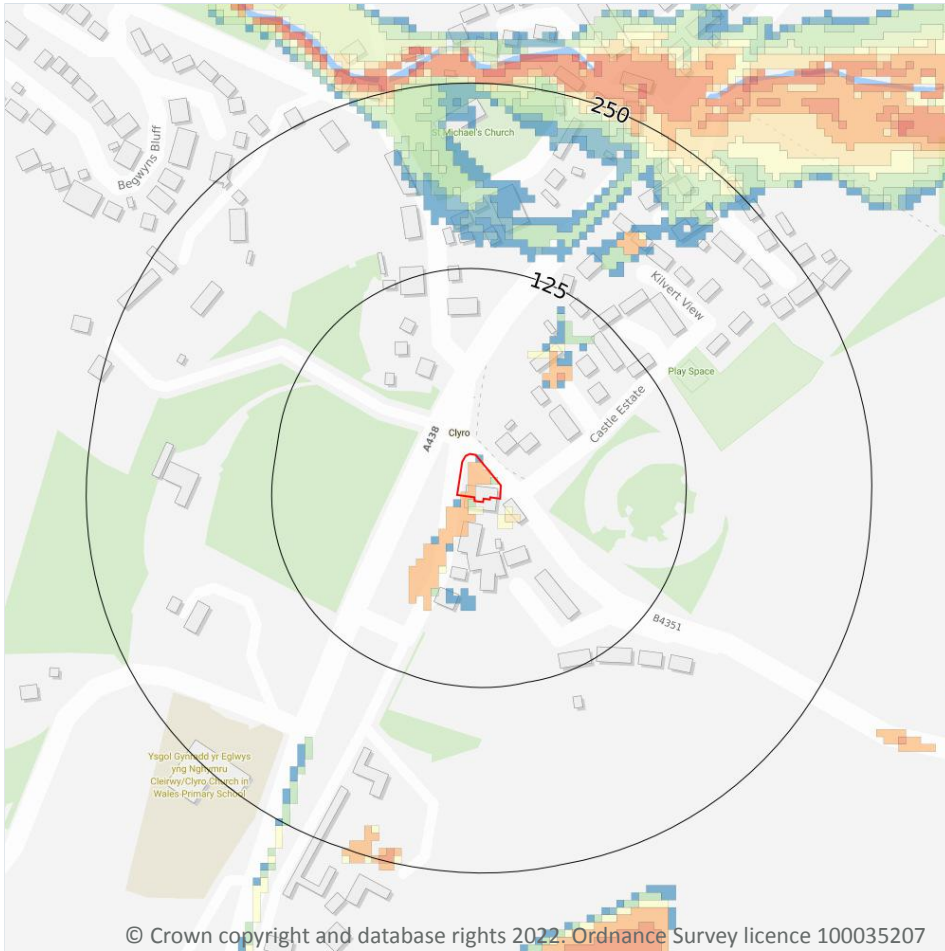 250
St Michael's Church
Begwyns Bluff
125
Kilvert View
Play Space
Castle Estate
A438
Clyro
B4351
Ysgol Gynradd yr Eglwys
yng Nghymru
Cleirwy/Clyro Church in
Wales Primary School
© Crown copyright and database rights 2022. Ordnance Survey licence 100035207